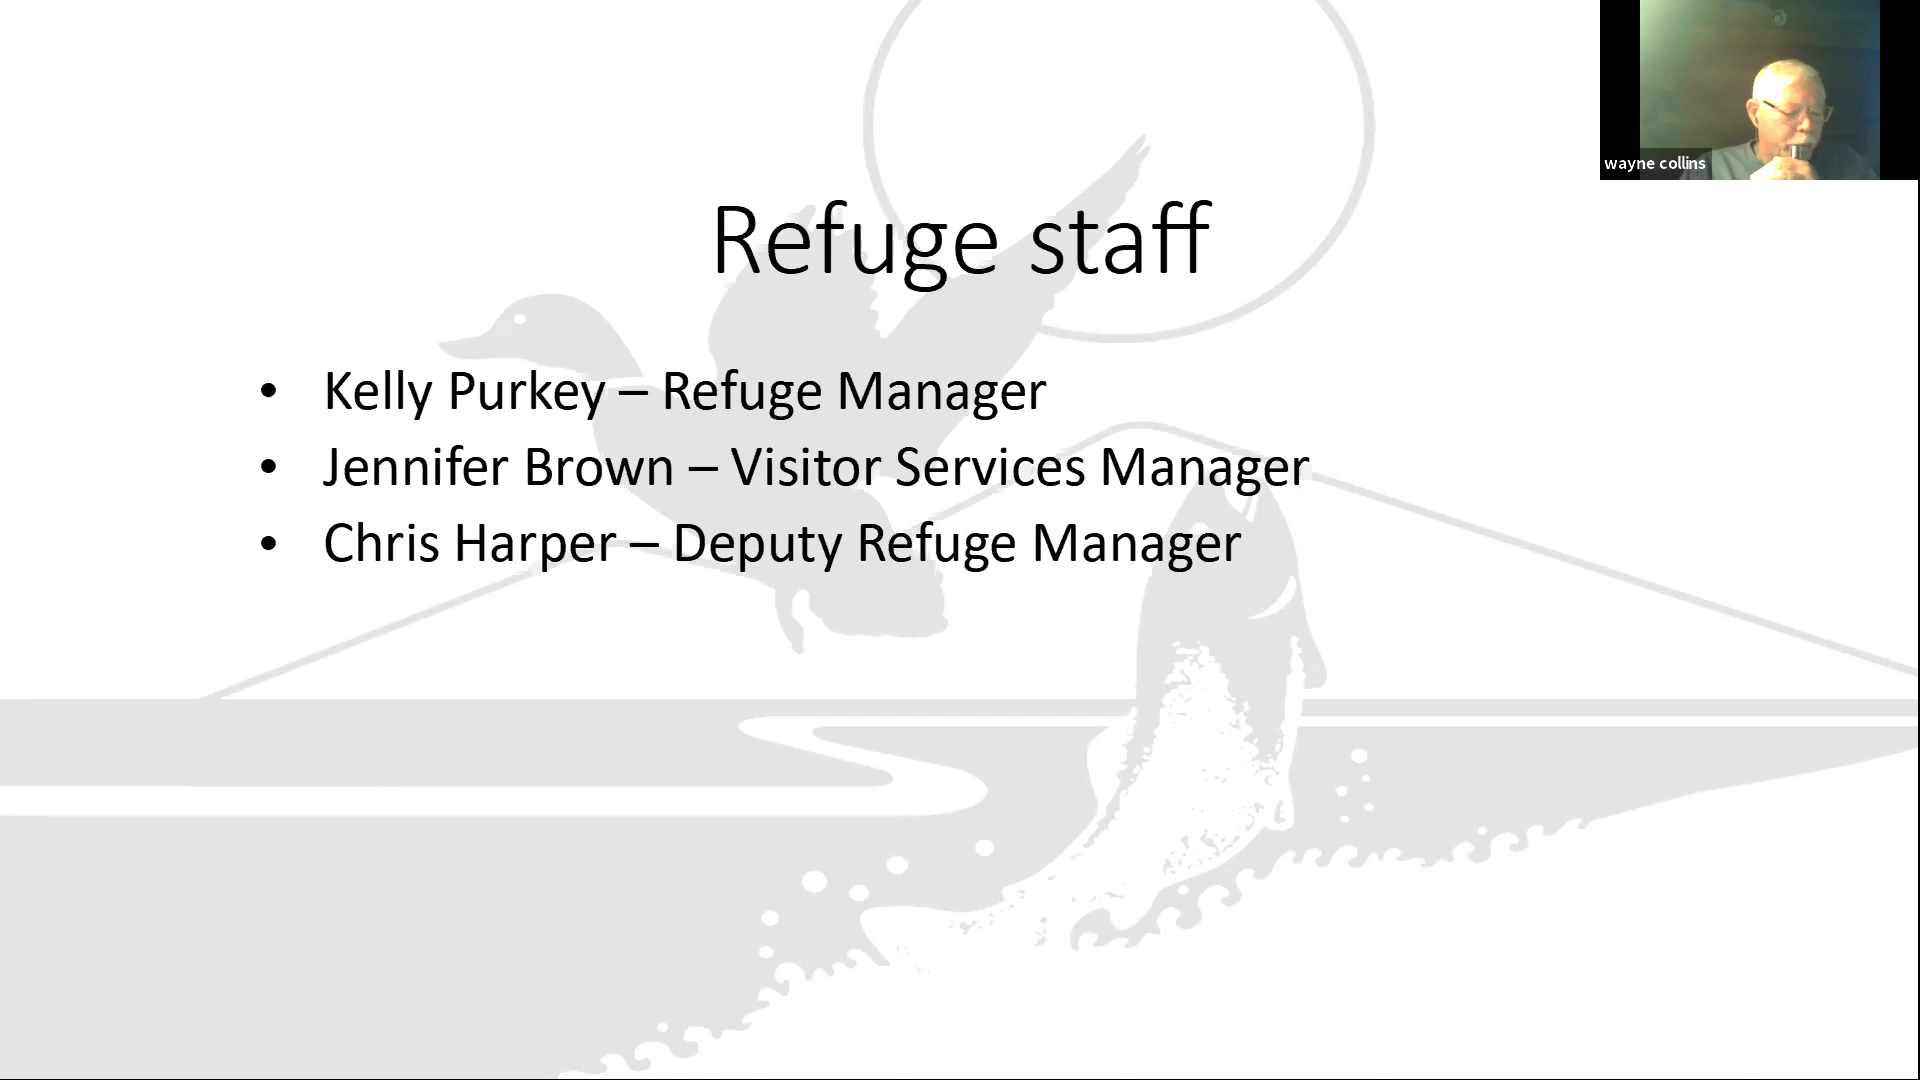 wayne collins
Refuge staff
• Kelly Purkey – Refuge Manager
• Jennifer Brown – Visitor Services Manager
• Chris Harper – Deputy Refuge Manager